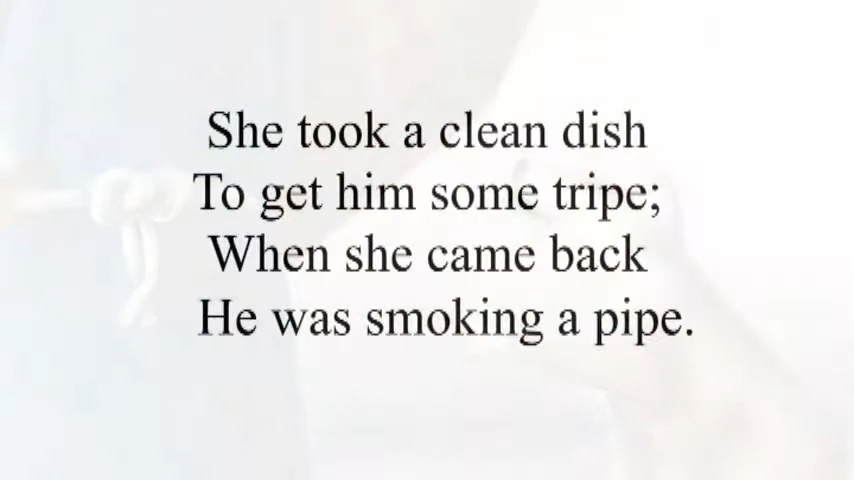 She took a clean dish
To get him some tripe;
When she came back
He was smoking a pipe.